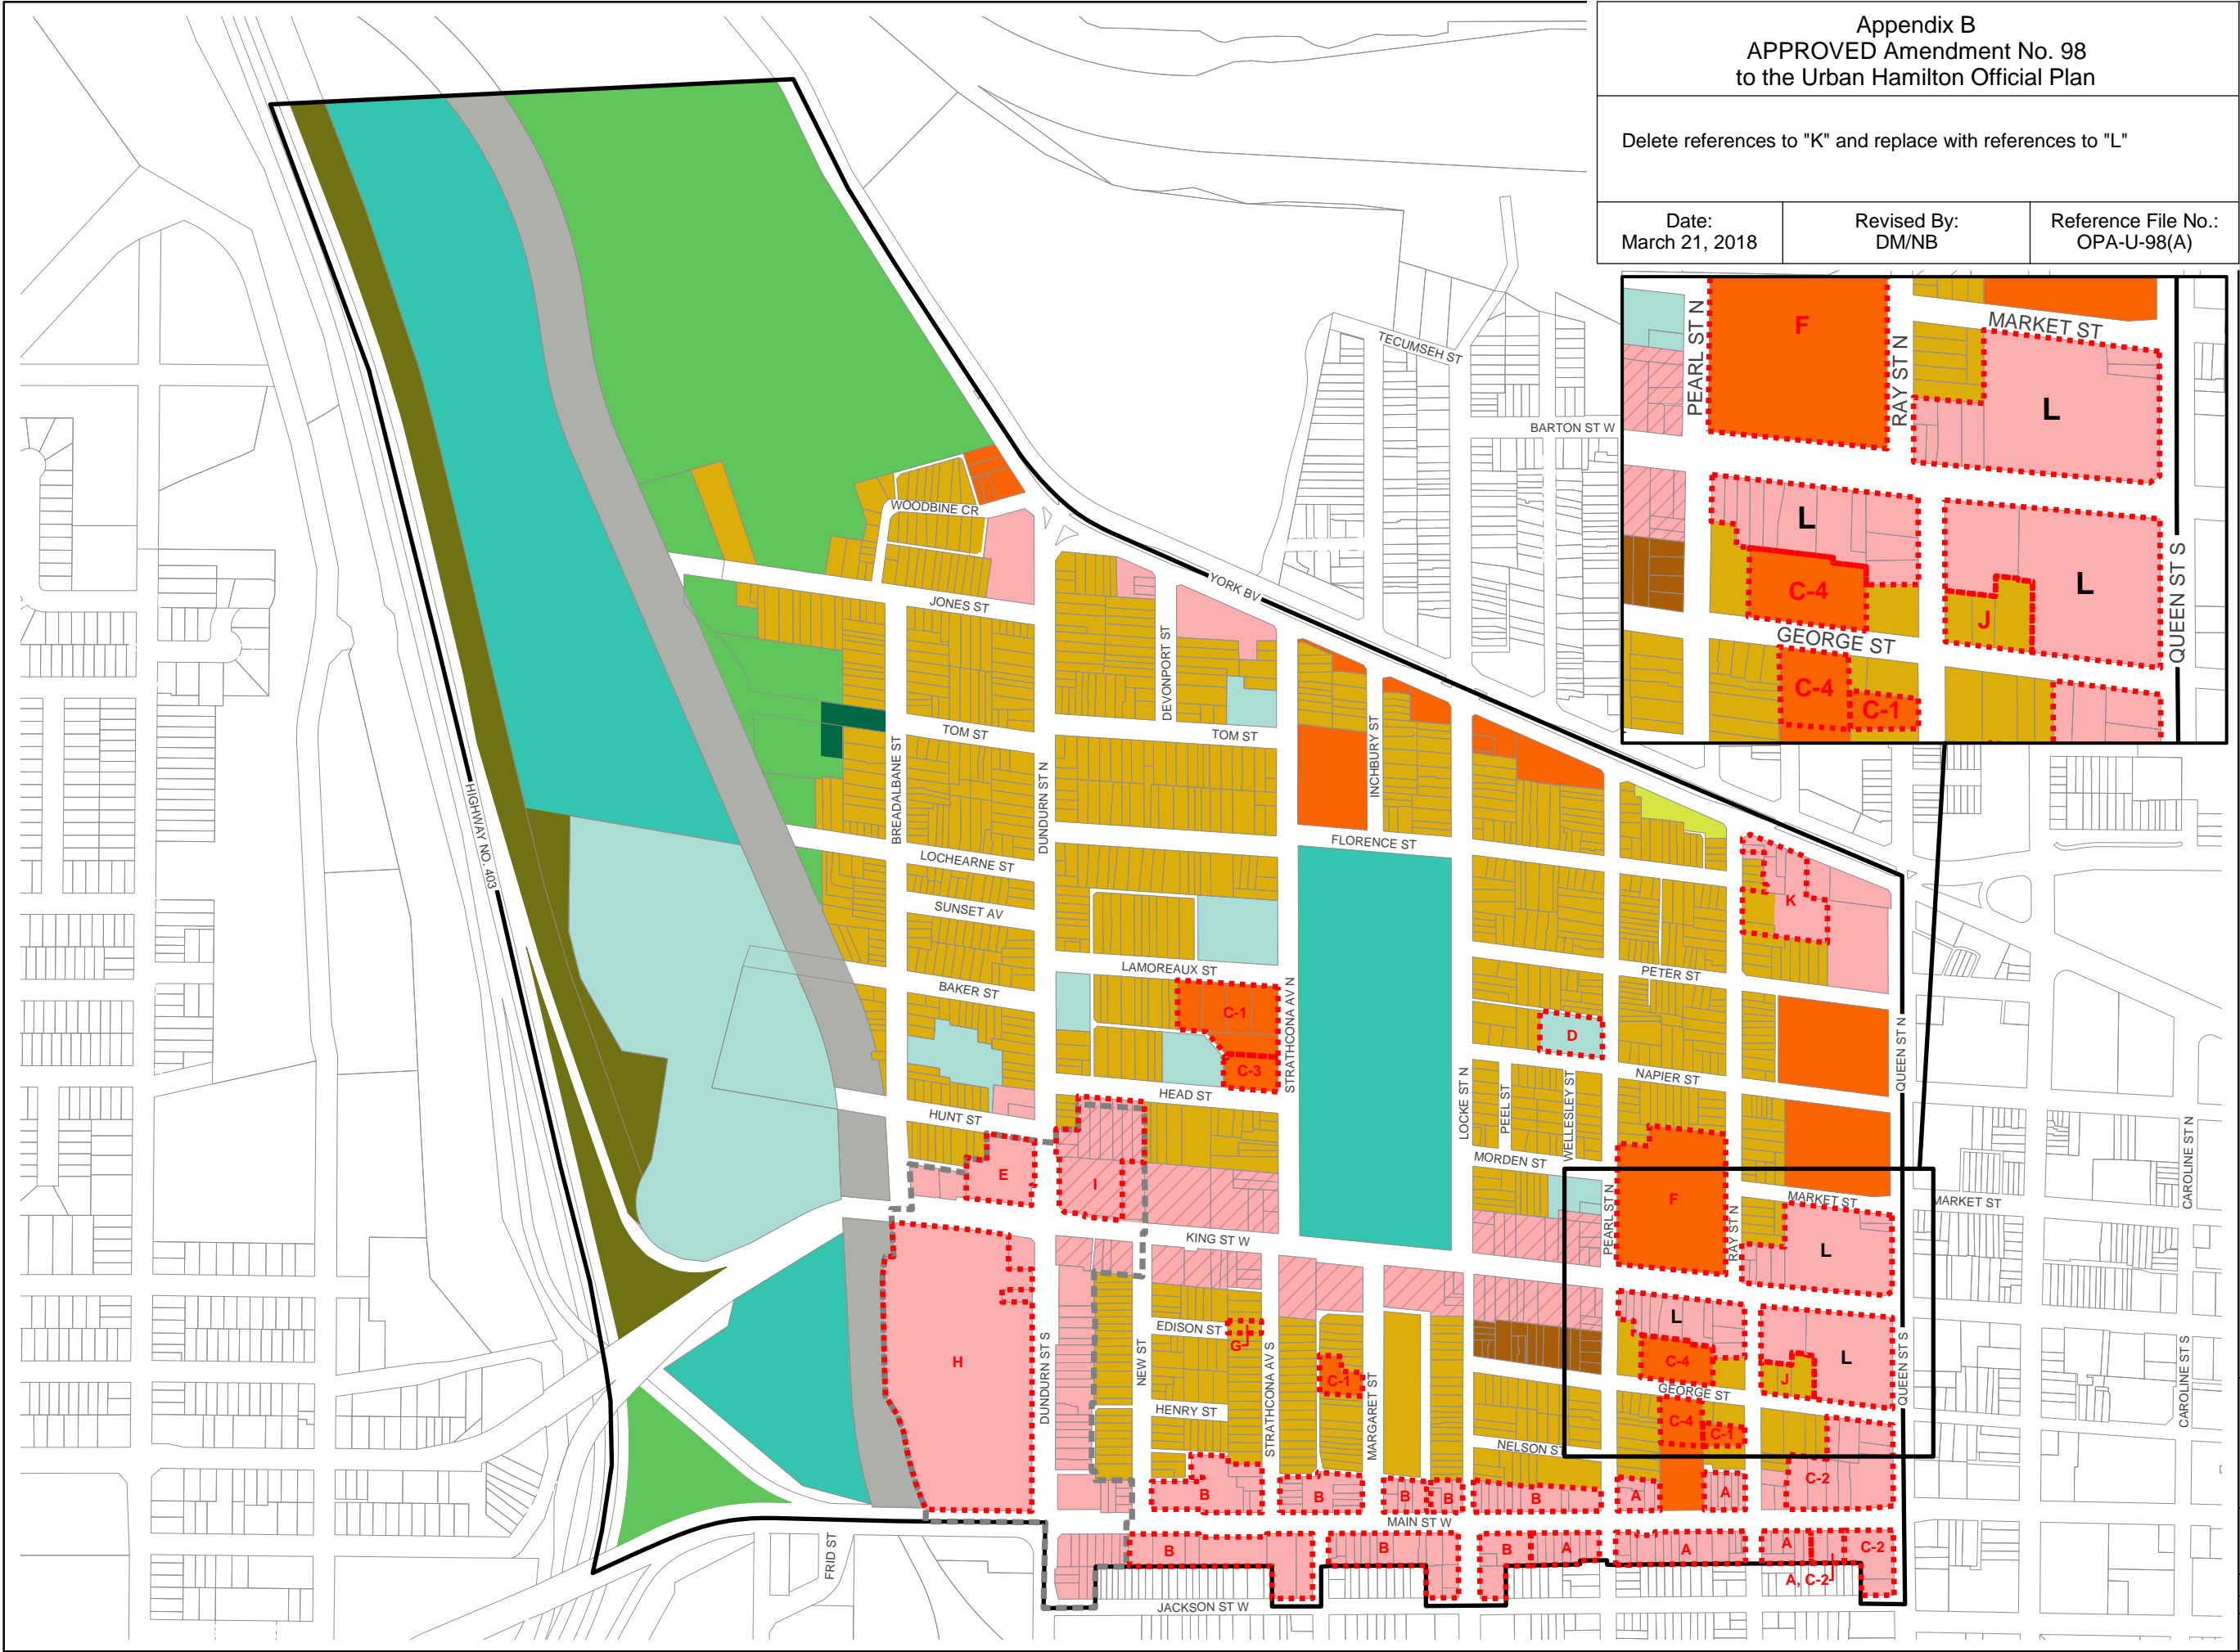 Appendix B
APPROVED Amendment No. 98
to the Urban Hamilton Official Plan
Delete references to "K" and replace with references to "L"
Date:
March 21, 2018
Revised By:
DM/NB
Reference File No.:
OPA-U-98(A)
PEARL ST N
F
RAY ST N
MARKET ST
L
L
L
QUEEN ST S
C-4
J
GEORGE ST
C-4
C-1
TECUMSEH ST
BARTON ST W
WOODBINE CR
YORK BV
JONES ST
DEVONPORT ST
TOM ST
TOM ST
INCHBURY ST
BREADALBANE ST
DUNDURN ST N
HIGHWAY NO. 403
FLORENCE ST
LOCHEARNE ST
SUNSET AV
K
LAMOREAUX ST
PETER ST
BAKER ST
STRATHCONA AV N
C-1
D
QUEEN ST N
C-3
NAPIER ST
HEAD ST
LOCKE ST N
PEEL ST
WELLESLEY ST
HUNT ST
CAROLINE ST N
MORDEN ST
E
I
PEARL ST N
F
MARKET ST
MARKET ST
RAY ST N
KING ST W
L
L
EDISON ST
G
H
C-4
L
J
DUNDURN ST S
NEW ST
STRATHCONA AV S
C-1
MARGARET ST
GEORGE ST
QUEEN ST S
CAROLINE ST S
HENRY ST
C-4
C-1
NELSON ST
C-2
B
B
B
B
B
A
A
MAIN ST W
FRID ST
B
B
B
A
A
A
C-2
A, C-2
JACKSON ST W